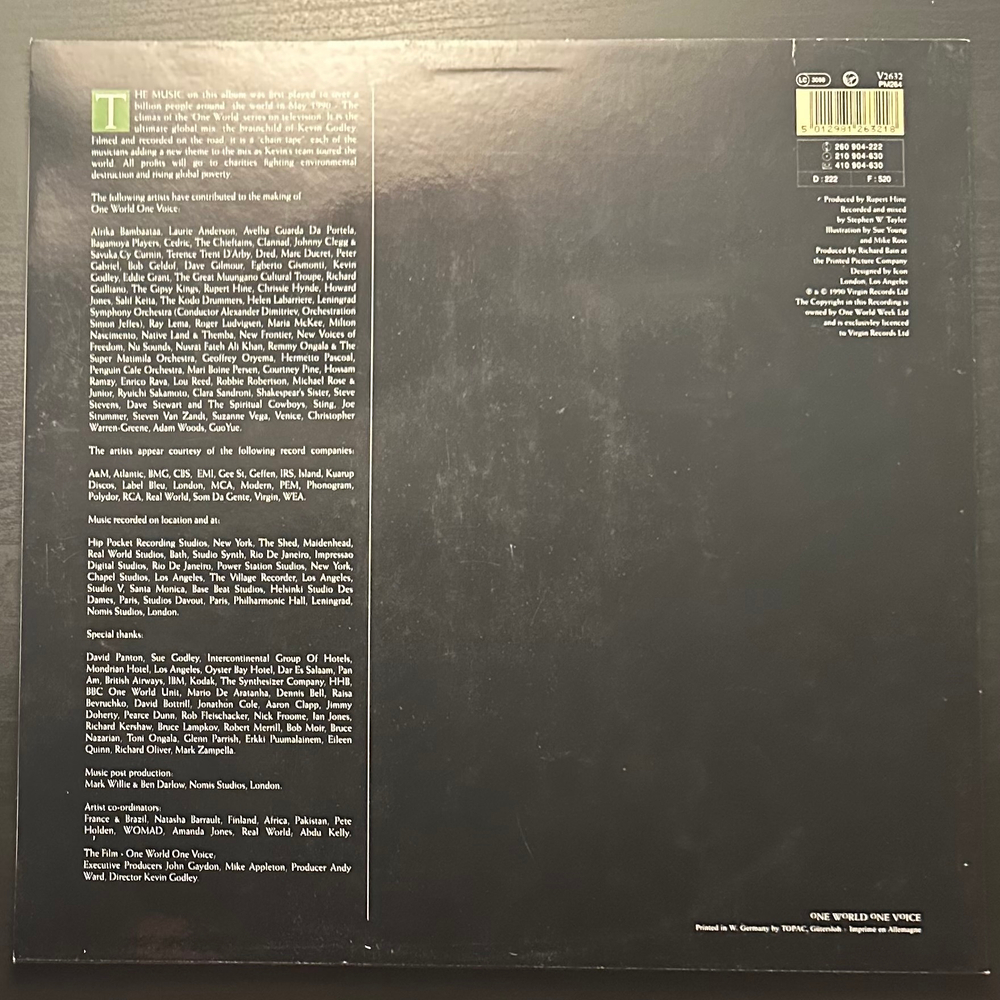 THE MUSIC on this album was first played to over a
billion people around the world in May 1990 - The
climax of the 'One World' series on television. It is the
ultimate global mix, the brainchild of Kevin Godley.
Filmed and recorded on the road, it is a 'chain tape', each of the
musicians adding a new theme to the mix as Kevin's team toured the
world. All profits will go to charities fighting environmental
destruction and rising global poverty.
The following artists have contributed to the making of
One World One Voice:
Afrika Bambaataa, Laurie Anderson, Avelha Guarda Da Portela,
Bagamoya Players, Cedric, The Chieftains, Clannad, Johnny Clegg &
Savuka, Cy Curnin, Terence Trent D'Arby, Dred, Marc Ducret, Peter
Gabriel, Bob Geldof, Dave Gilmour, Egberto Gismonti, Kevin
Godley, Eddie Grant, The Great Muungano Cultural Troupe, Richard
Guilliano, The Gipsy Kings, Rupert Hine, Chrissie Hynde, Howard
Jones, Salif Keita, The Kodo Drummers, Helen Labarriere, Leningrad
Symphony Orchestra (Conductor Alexander Dimitriev, Orchestration
Simon Jeffes), Ray Lema, Roger Ludvigsen, Maria McKee, Milton
Nascimento, Native Land & Themba, New Frontier, New Voices of
Freedom, Nu Sounds, Nusrat Fateh Ali Khan, Remmy Ongala & The
Super Matimila Orchestra, Geoffrey Oryema, Hermetto Pascoal,
Penguin Cafe Orchestra, Mari Boine Persen, Courtney Pine, Hossam
Ramzy, Enrico Rava, Lou Reed, Robbie Robertson, Michael Rose &
Junior, Ryuichi Sakamoto, Clara Sandroni, Shakespear's Sister, Steve
Stevens, Dave Stewart and The Spiritual Cowboys, Sting, Joe
Strummer, Steven Van Zandt, Suzanne Vega, Venice, Christopher
Warren-Greene, Adam Woods, GuoYue.
The artists appear courtesy of the following record companies:
A&M, Atlantic, BMG, CBS, EMI, Gee St, Geffen, IRS, Island, Kuarup
Discos, Label Bleu, London, MCA, Modern, PEM, Phonogram,
Polydor, RCA, Real World, Som Da Gente, Virgin, WEA.
Music recorded on location and at:
Hip Pocket Recording Studios, New York, The Shed, Maidenhead,
Real World Studios, Bath, Studio Synth, Rio De Janeiro, Impressao
Digital Studios, Rio De Janeiro, Power Station Studios, New York,
Chapel Studios, Los Angeles, The Village Recorder, Los Angeles,
Studio V, Santa Monica, Base Beat Studios, Helsinki Studio Des
Dames, Paris, Studios Davout, Paris, Philharmonic Hall, Leningrad,
Nomis Studios, London.
Special thanks:
David Panton, Sue Godley, Intercontinental Group Of Hotels,
Mondrian Hotel, Los Angeles, Oyster Bay Hotel, Dar Es Salaam, Pan
Am, British Airways, IBM, Kodak, The Synthesizer Company, HHB,
BBC One World Unit, Mario De Aratanha, Dennis Bell, Raisa
Bevruchko, David Bottrill, Jonathon Cole, Aaron Clapp, Jimmy
Doherty, Pearce Dunn, Rob Fleischacker, Nick Froome, Ian Jones,
Richard Kershaw, Bruce Lampkov, Robert Merrill, Bob Moir, Bruce
Nazarian, Toni Ongala, Glenn Parrish, Erkki Puumalainem, Eileen
Quinn, Richard Oliver, Mark Zampella.
Music post production:
Mark Willie & Ben Darlow, Nomis Studios, London.
Artist co-ordinators:
France & Brazil, Natasha Barrault, Finland, Africa, Pakistan, Pete
Holden, WOMAD, Amanda Jones, Real World, Abdu Kelly.
The Film - One World One Voice,
Executive Producers John Gaydon, Mike Appleton, Producer Andy
Ward, Director Kevin Godley.
LC 3098 V2632
PM264
5 012981 263218
260 904-222
210 904-630
410 904-630
D : 222 F : 520
Produced by Rupert Hine
Recorded and mixed
by Stephen W Tayler
Illustration by Sue Young
and Mike Ross
Produced by Richard Bain at
the Printed Picture Company
Designed by Icon
London, Los Angeles
℗ & © 1990 Virgin Records Ltd
The Copyright in this Recording is
owned by One World Week Ltd
and is exclusivley licenced
to Virgin Records Ltd
ONE WORLD ONE VOICE
Printed in W. Germany by TOPAC, Gütersloh - Imprimé en Allemagne